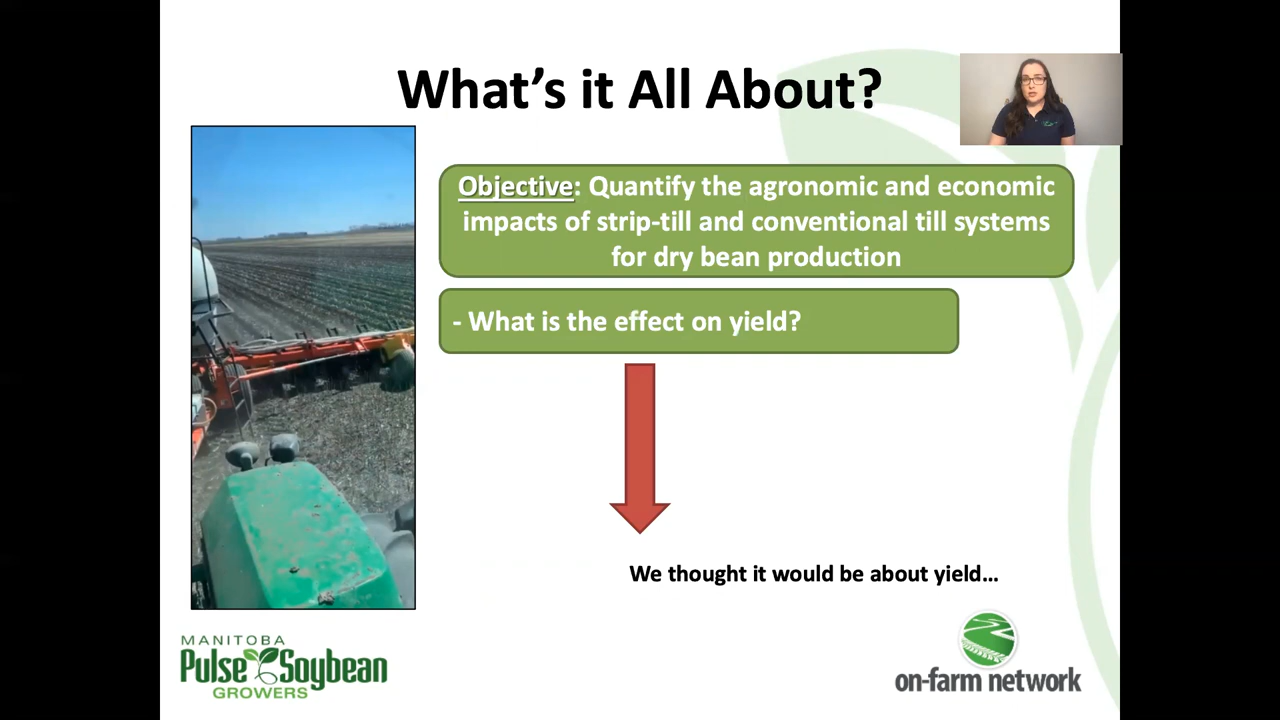 What's it All About?
Objective: Quantify the agronomic and economic
impacts of strip-till and conventional till systems
for dry bean production
- What is the effect on yield?
We thought it would be about yield...
MANITOBA
Pulse Soybean
GROWERS
on-farm network